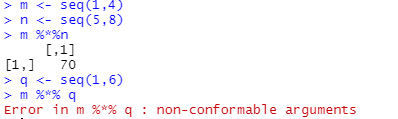 > m <- seq(1,4)
> n <- seq(5,8)
> m %*%n
     [,1]
[1,]   70
> q <- seq(1,6)
> m %*% q
Error in m %*% q : non-conformable arguments